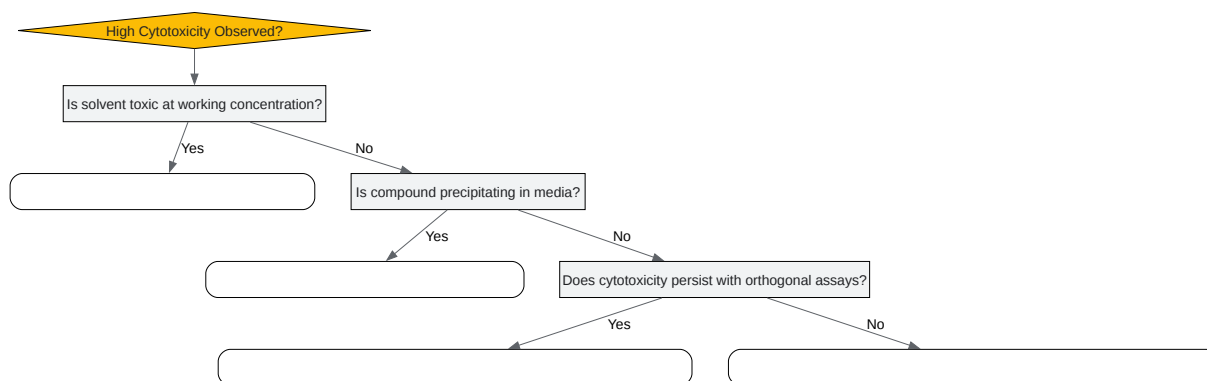 High Cytotoxicity Observed?
Is solvent toxic at working concentration?
Yes
No
Is compound precipitating in media?
Yes
No
Does cytotoxicity persist with orthogonal assays?
Yes
No